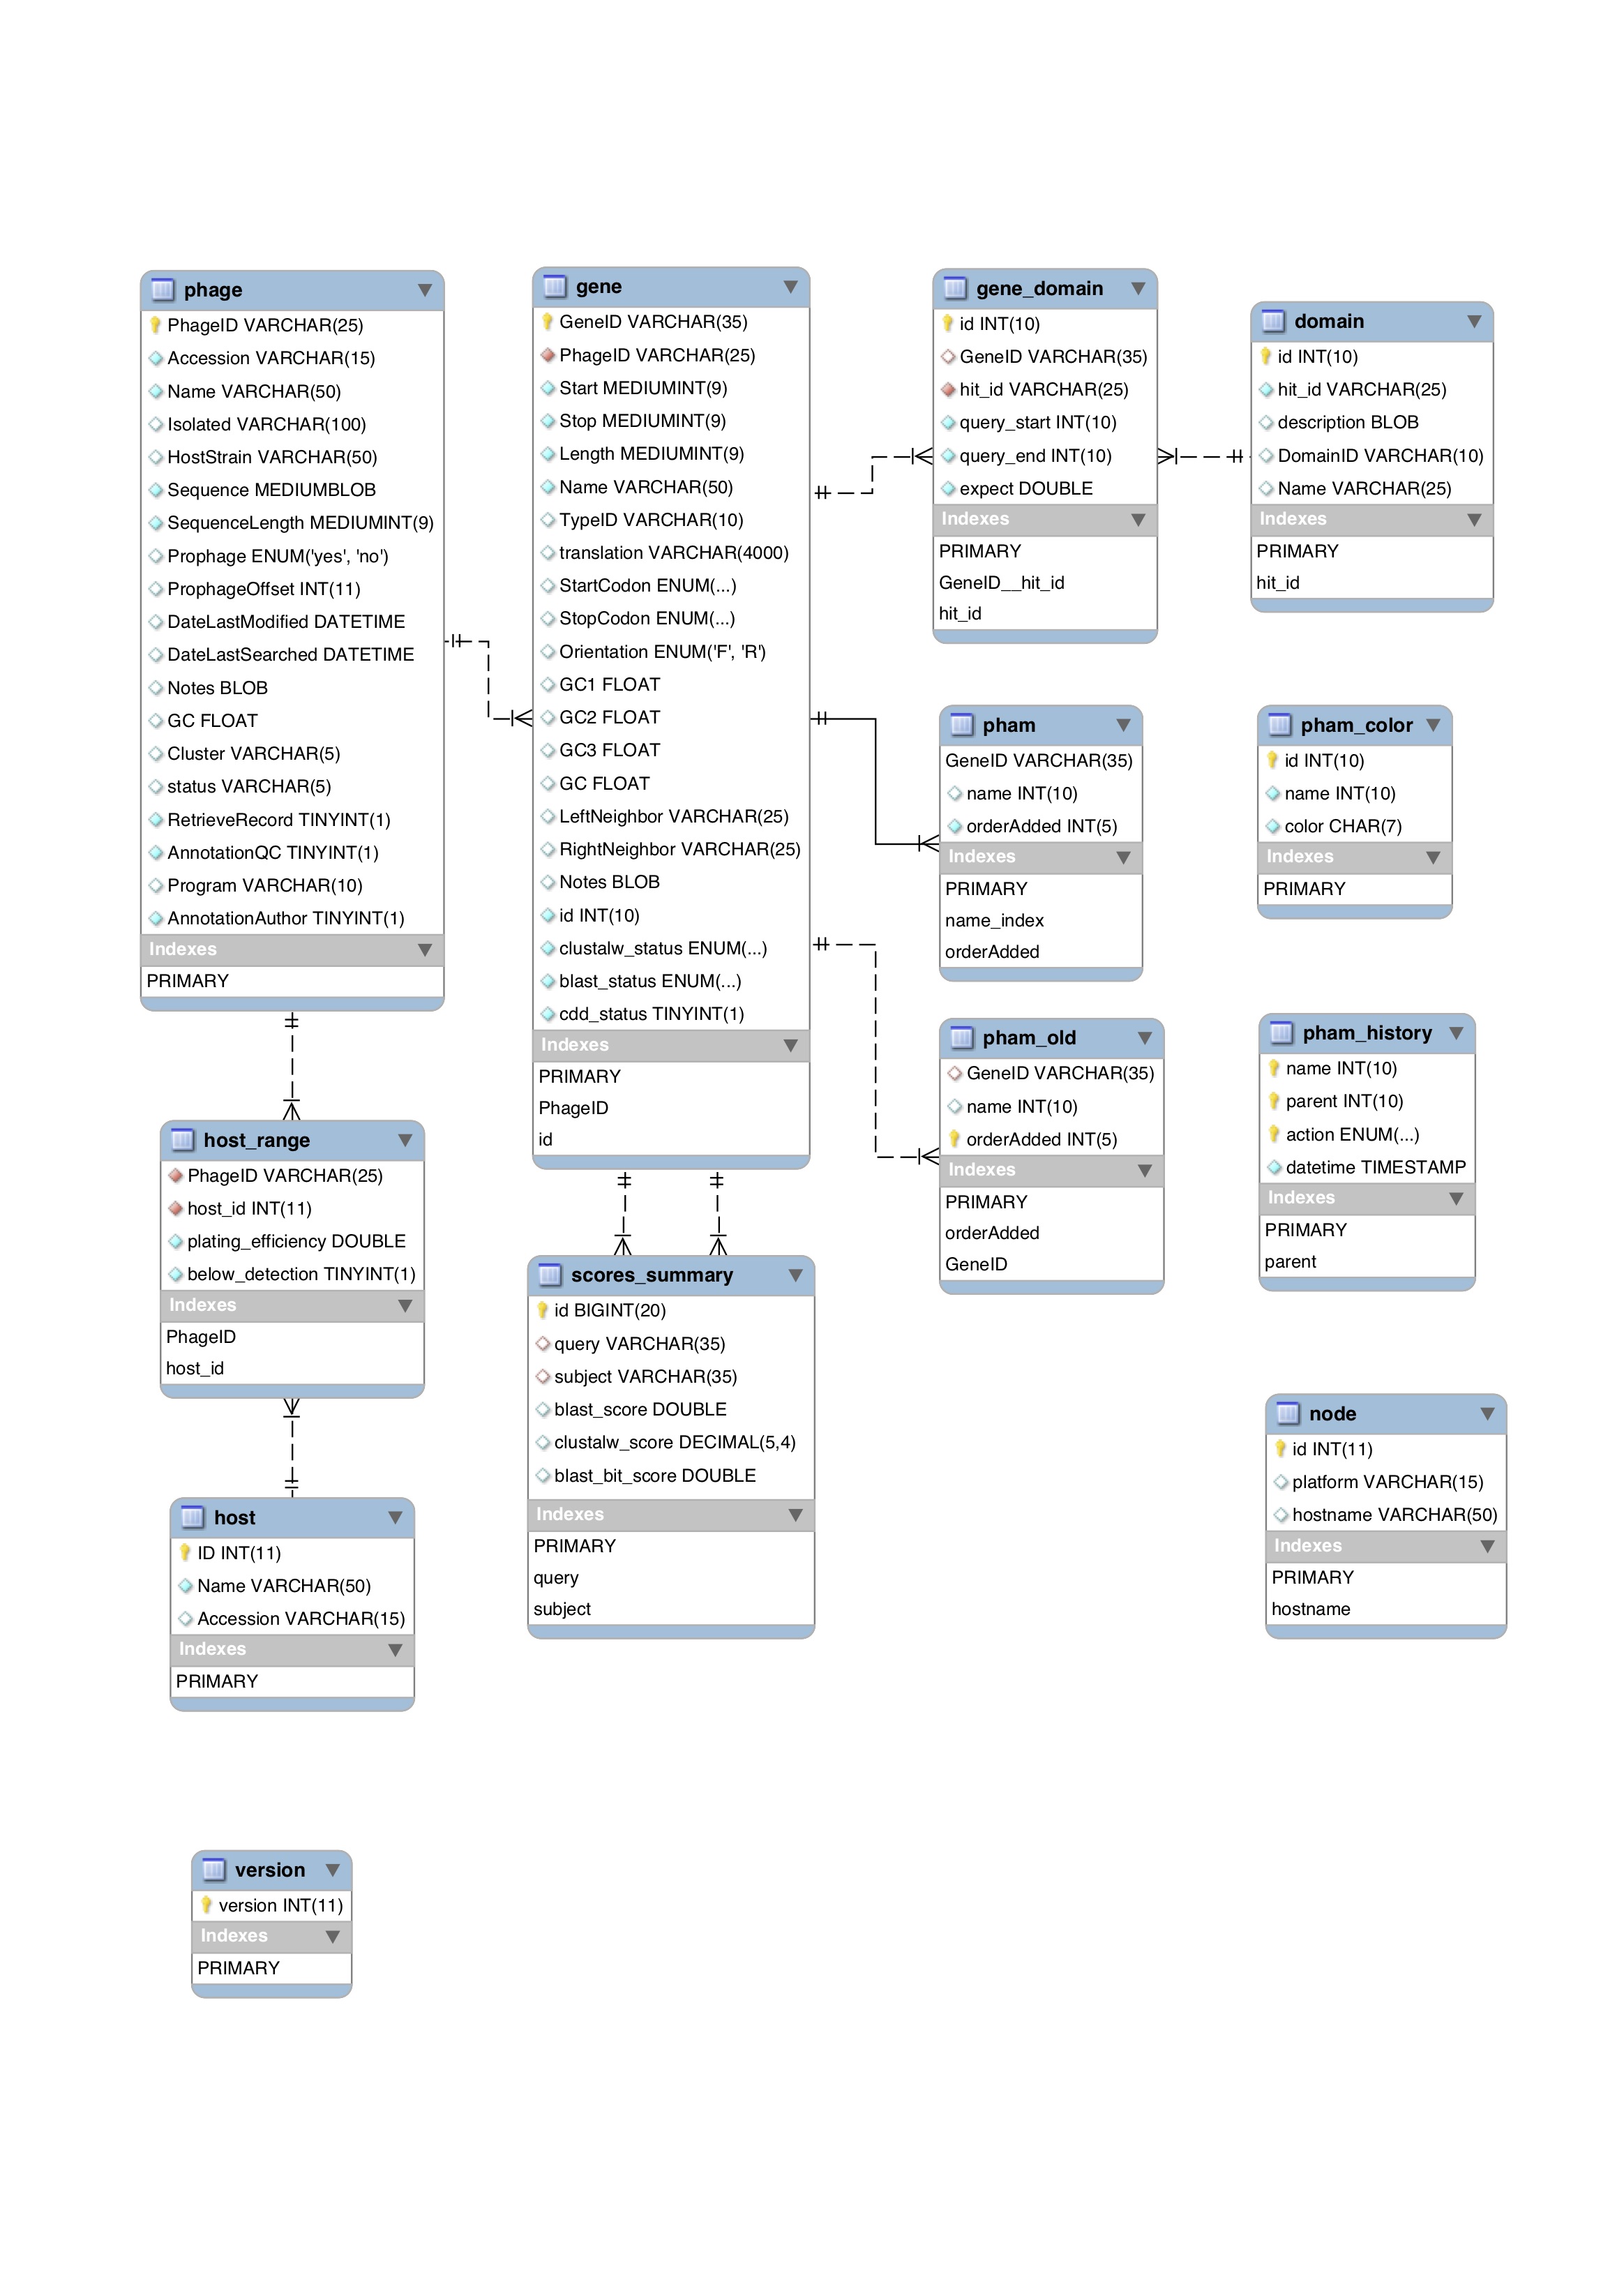 phage
PhageID VARCHAR(25)
Accession VARCHAR(15)
Name VARCHAR(50)
Isolated VARCHAR(100)
HostStrain VARCHAR(50)
Sequence MEDIUMBLOB
SequenceLength MEDIUMINT(9)
Prophage ENUM('yes', 'no')
ProphageOffset INT(11)
DateLastModified DATETIME
DateLastSearched DATETIME
Notes BLOB
GC FLOAT
Cluster VARCHAR(5)
status VARCHAR(5)
RetrieveRecord TINYINT(1)
AnnotationQC TINYINT(1)
Program VARCHAR(10)
AnnotationAuthor TINYINT(1)
Indexes
PRIMARY
host_range
PhageID VARCHAR(25)
host_id INT(11)
plating_efficiency DOUBLE
below_detection TINYINT(1)
Indexes
PhageID
host_id
host
ID INT(11)
Name VARCHAR(50)
Accession VARCHAR(15)
Indexes
PRIMARY
version
version INT(11)
Indexes
PRIMARY
gene
GeneID VARCHAR(35)
PhageID VARCHAR(25)
Start MEDIUMINT(9)
Stop MEDIUMINT(9)
Length MEDIUMINT(9)
Name VARCHAR(50)
TypeID VARCHAR(10)
translation VARCHAR(4000)
StartCodon ENUM(...)
StopCodon ENUM(...)
Orientation ENUM('F', 'R')
GC1 FLOAT
GC2 FLOAT
GC3 FLOAT
GC FLOAT
LeftNeighbor VARCHAR(25)
RightNeighbor VARCHAR(25)
Notes BLOB
id INT(10)
clustalw_status ENUM(...)
blast_status ENUM(...)
cdd_status TINYINT(1)
Indexes
PRIMARY
PhageID
id
scores_summary
id BIGINT(20)
query VARCHAR(35)
subject VARCHAR(35)
blast_score DOUBLE
clustalw_score DECIMAL(5,4)
blast_bit_score DOUBLE
Indexes
PRIMARY
query
subject
gene_domain
id INT(10)
GeneID VARCHAR(35)
hit_id VARCHAR(25)
query_start INT(10)
query_end INT(10)
expect DOUBLE
Indexes
PRIMARY
GeneID__hit_id
hit_id
domain
id INT(10)
hit_id VARCHAR(25)
description BLOB
DomainID VARCHAR(10)
Name VARCHAR(25)
Indexes
PRIMARY
hit_id
pham
GeneID VARCHAR(35)
name INT(10)
orderAdded INT(5)
Indexes
PRIMARY
name_index
orderAdded
pham_color
id INT(10)
name INT(10)
color CHAR(7)
Indexes
PRIMARY
pham_old
GeneID VARCHAR(35)
name INT(10)
orderAdded INT(5)
Indexes
PRIMARY
orderAdded
GeneID
pham_history
name INT(10)
parent INT(10)
action ENUM(...)
datetime TIMESTAMP
Indexes
PRIMARY
parent
node
id INT(11)
platform VARCHAR(15)
hostname VARCHAR(50)
Indexes
PRIMARY
hostname